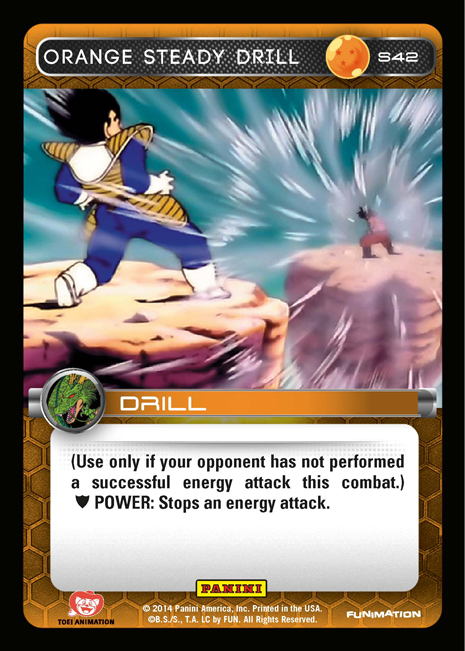 ORANGE STEADY DRILL S42
DRILL
(Use only if your opponent has not performed
a successful energy attack this combat.)
POWER: Stops an energy attack.
PANINI
TOEI ANIMATION
© 2014 Panini America, Inc. Printed in the USA.
©B.S./S., T.A. LC by FUN. All Rights Reserved.
FUNIMATION